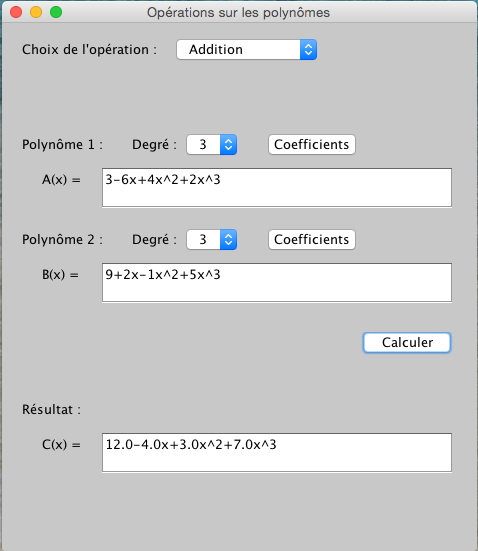 Opérations sur les polynômes
Choix de l'opération : Addition
Polynôme 1 : Degré : 3 Coefficients
A(x) = 3-6x+4x^2+2x^3
Polynôme 2 : Degré : 3 Coefficients
B(x) = 9+2x-1x^2+5x^3
Calculer
Résultat :
C(x) = 12.0-4.0x+3.0x^2+7.0x^3